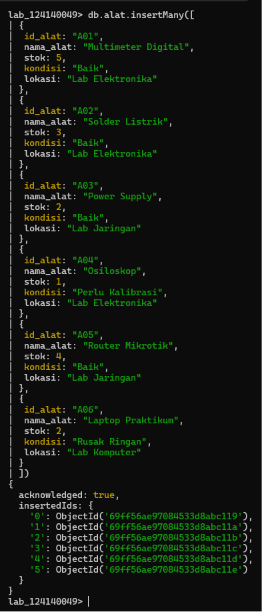 lab_124140049> db.alat.insertMany([
| {
|   id_alat: "A01",
|   nama_alat: "Multimeter Digital",
|   stok: 5,
|   kondisi: "Baik",
|   lokasi: "Lab Elektronika"
| },
| {
|   id_alat: "A02",
|   nama_alat: "Solder Listrik",
|   stok: 3,
|   kondisi: "Baik",
|   lokasi: "Lab Elektronika"
| },
| {
|   id_alat: "A03",
|   nama_alat: "Power Supply",
|   stok: 2,
|   kondisi: "Baik",
|   lokasi: "Lab Jaringan"
| },
| {
|   id_alat: "A04",
|   nama_alat: "Osiloskop",
|   stok: 1,
|   kondisi: "Perlu Kalibrasi",
|   lokasi: "Lab Elektronika"
| },
| {
|   id_alat: "A05",
|   nama_alat: "Router Mikrotik",
|   stok: 4,
|   kondisi: "Baik",
|   lokasi: "Lab Jaringan"
| },
| {
|   id_alat: "A06",
|   nama_alat: "Laptop Praktikum",
|   stok: 2,
|   kondisi: "Rusak Ringan",
|   lokasi: "Lab Komputer"
| }
| ])
{
  acknowledged: true,
  insertedIds: {
    '0': ObjectId('69ff56ae97084533d8abc119'),
    '1': ObjectId('69ff56ae97084533d8abc11a'),
    '2': ObjectId('69ff56ae97084533d8abc11b'),
    '3': ObjectId('69ff56ae97084533d8abc11c'),
    '4': ObjectId('69ff56ae97084533d8abc11d'),
    '5': ObjectId('69ff56ae97084533d8abc11e')
  }
}
lab_124140049>